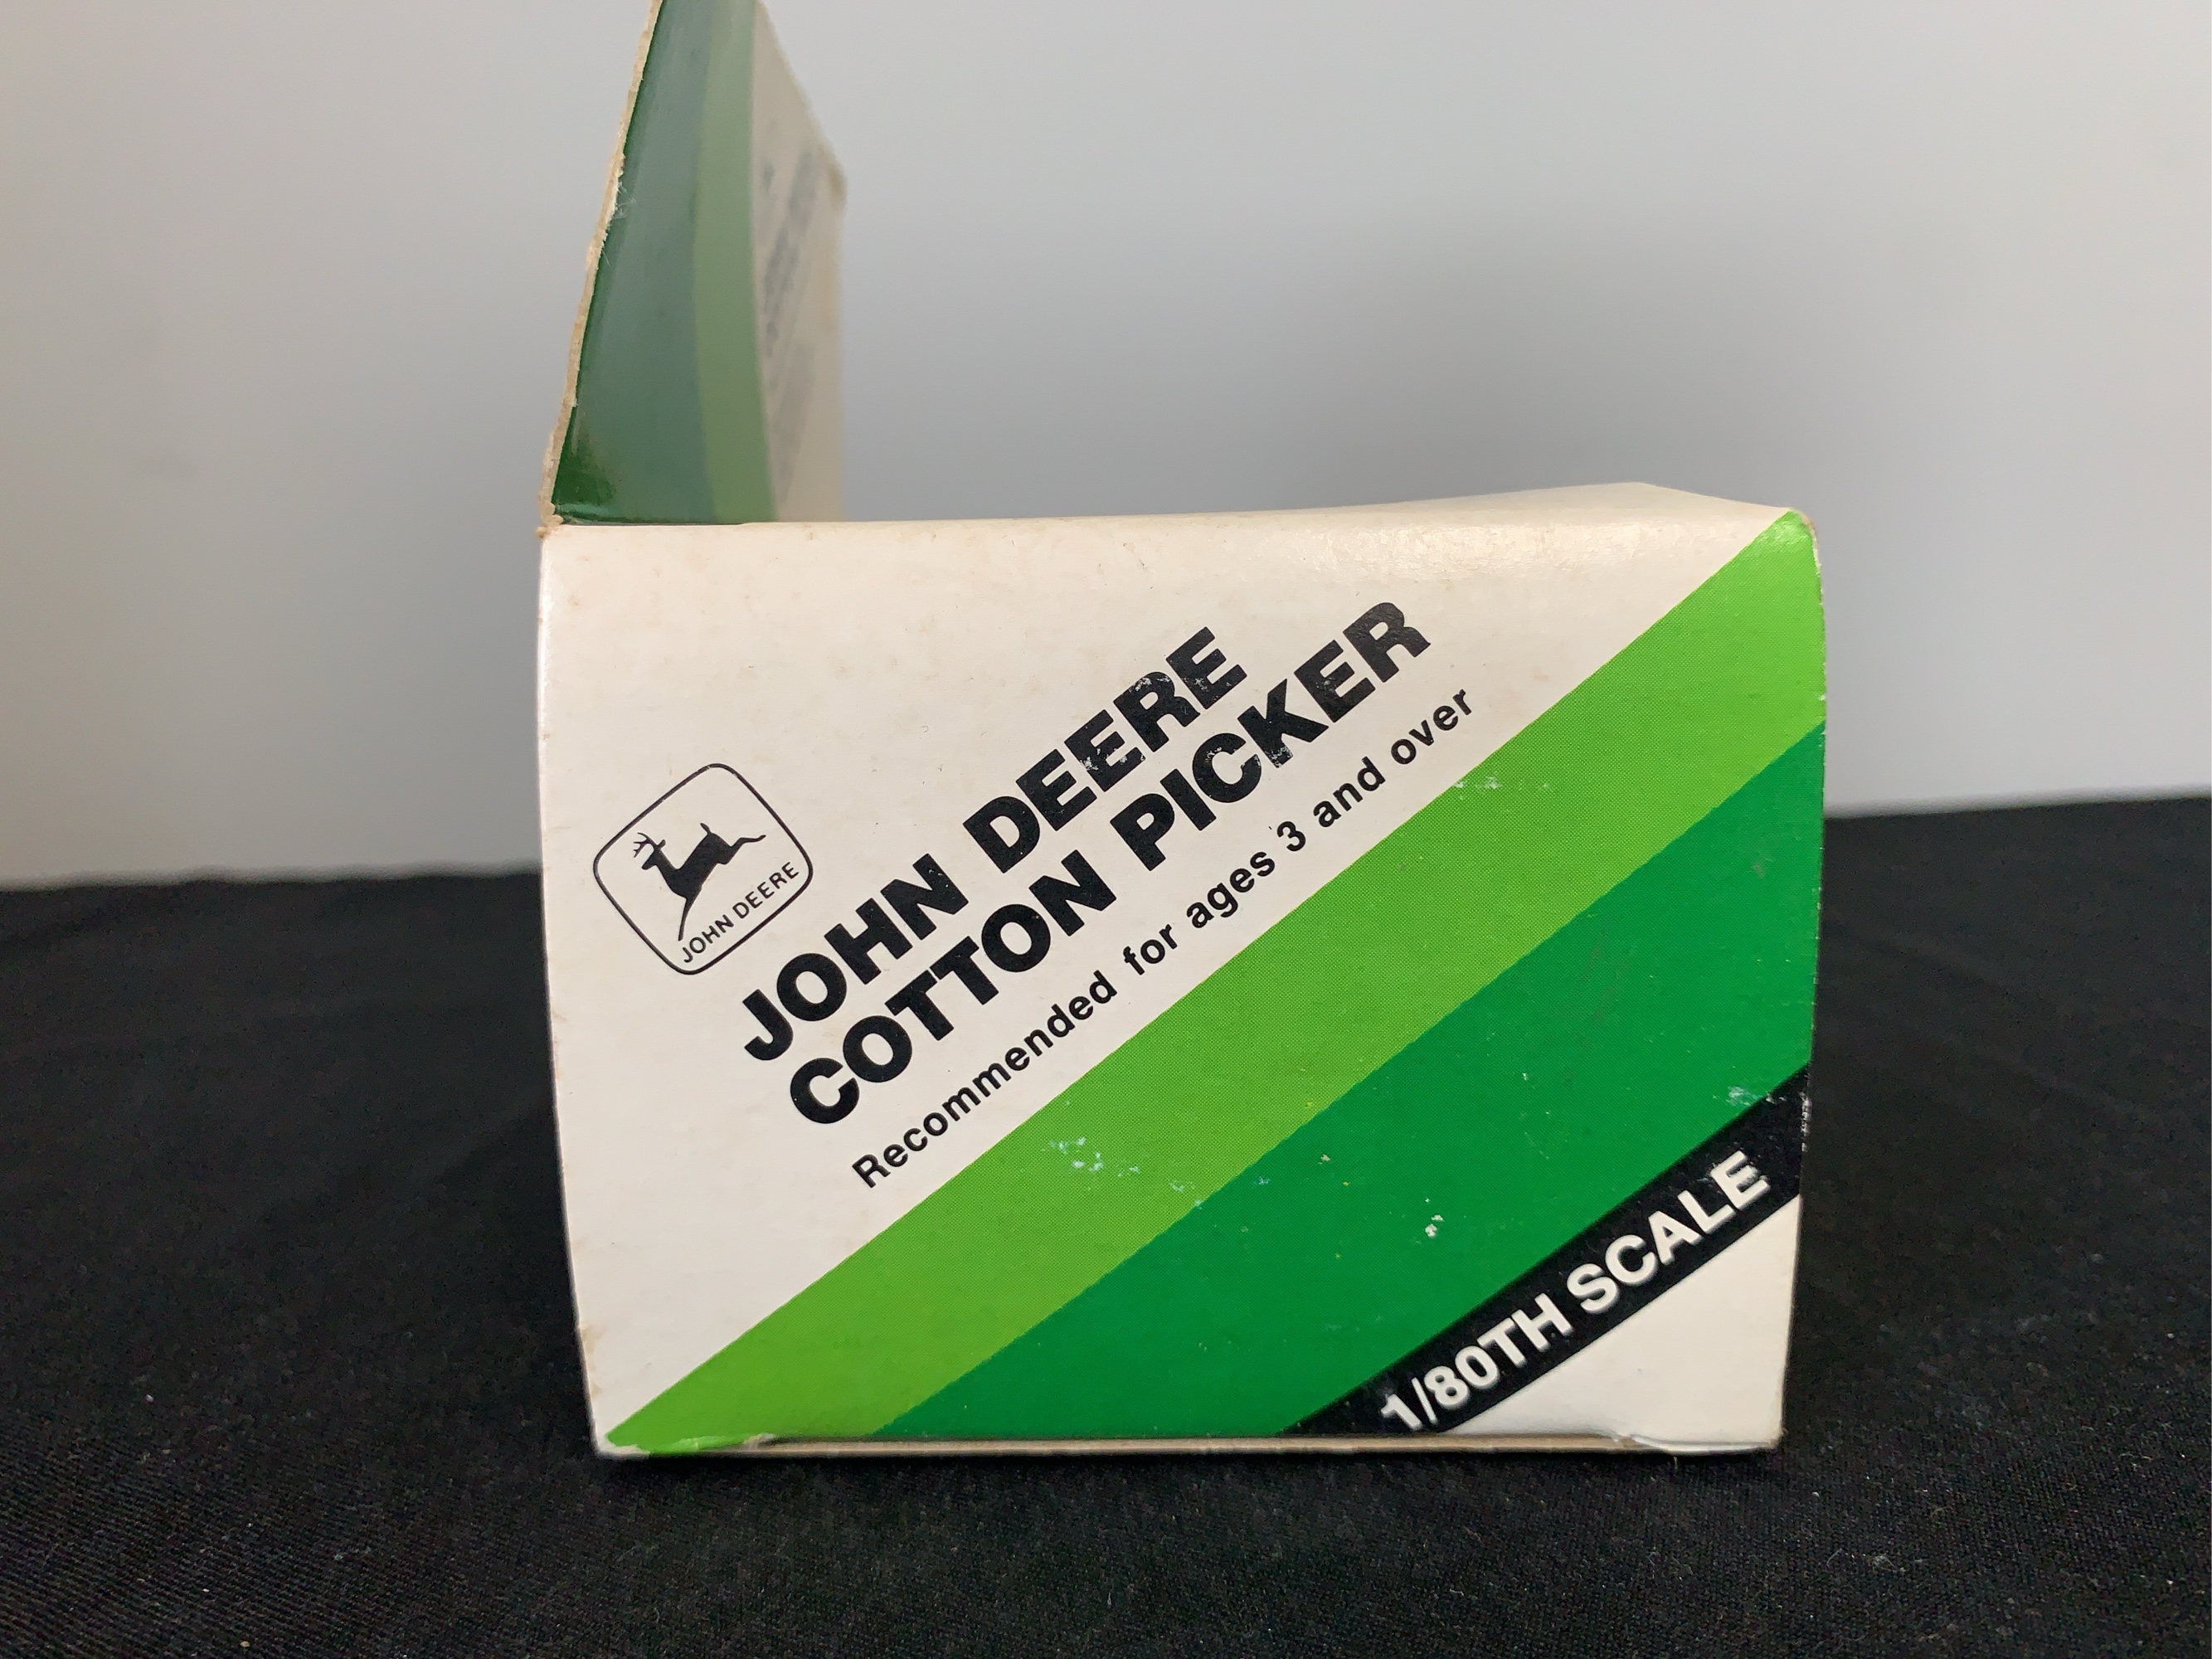 JOHN DEERE
JOHN DEERE
COTTON PICKER
Recommended for ages 3 and over
1/80TH SCALE